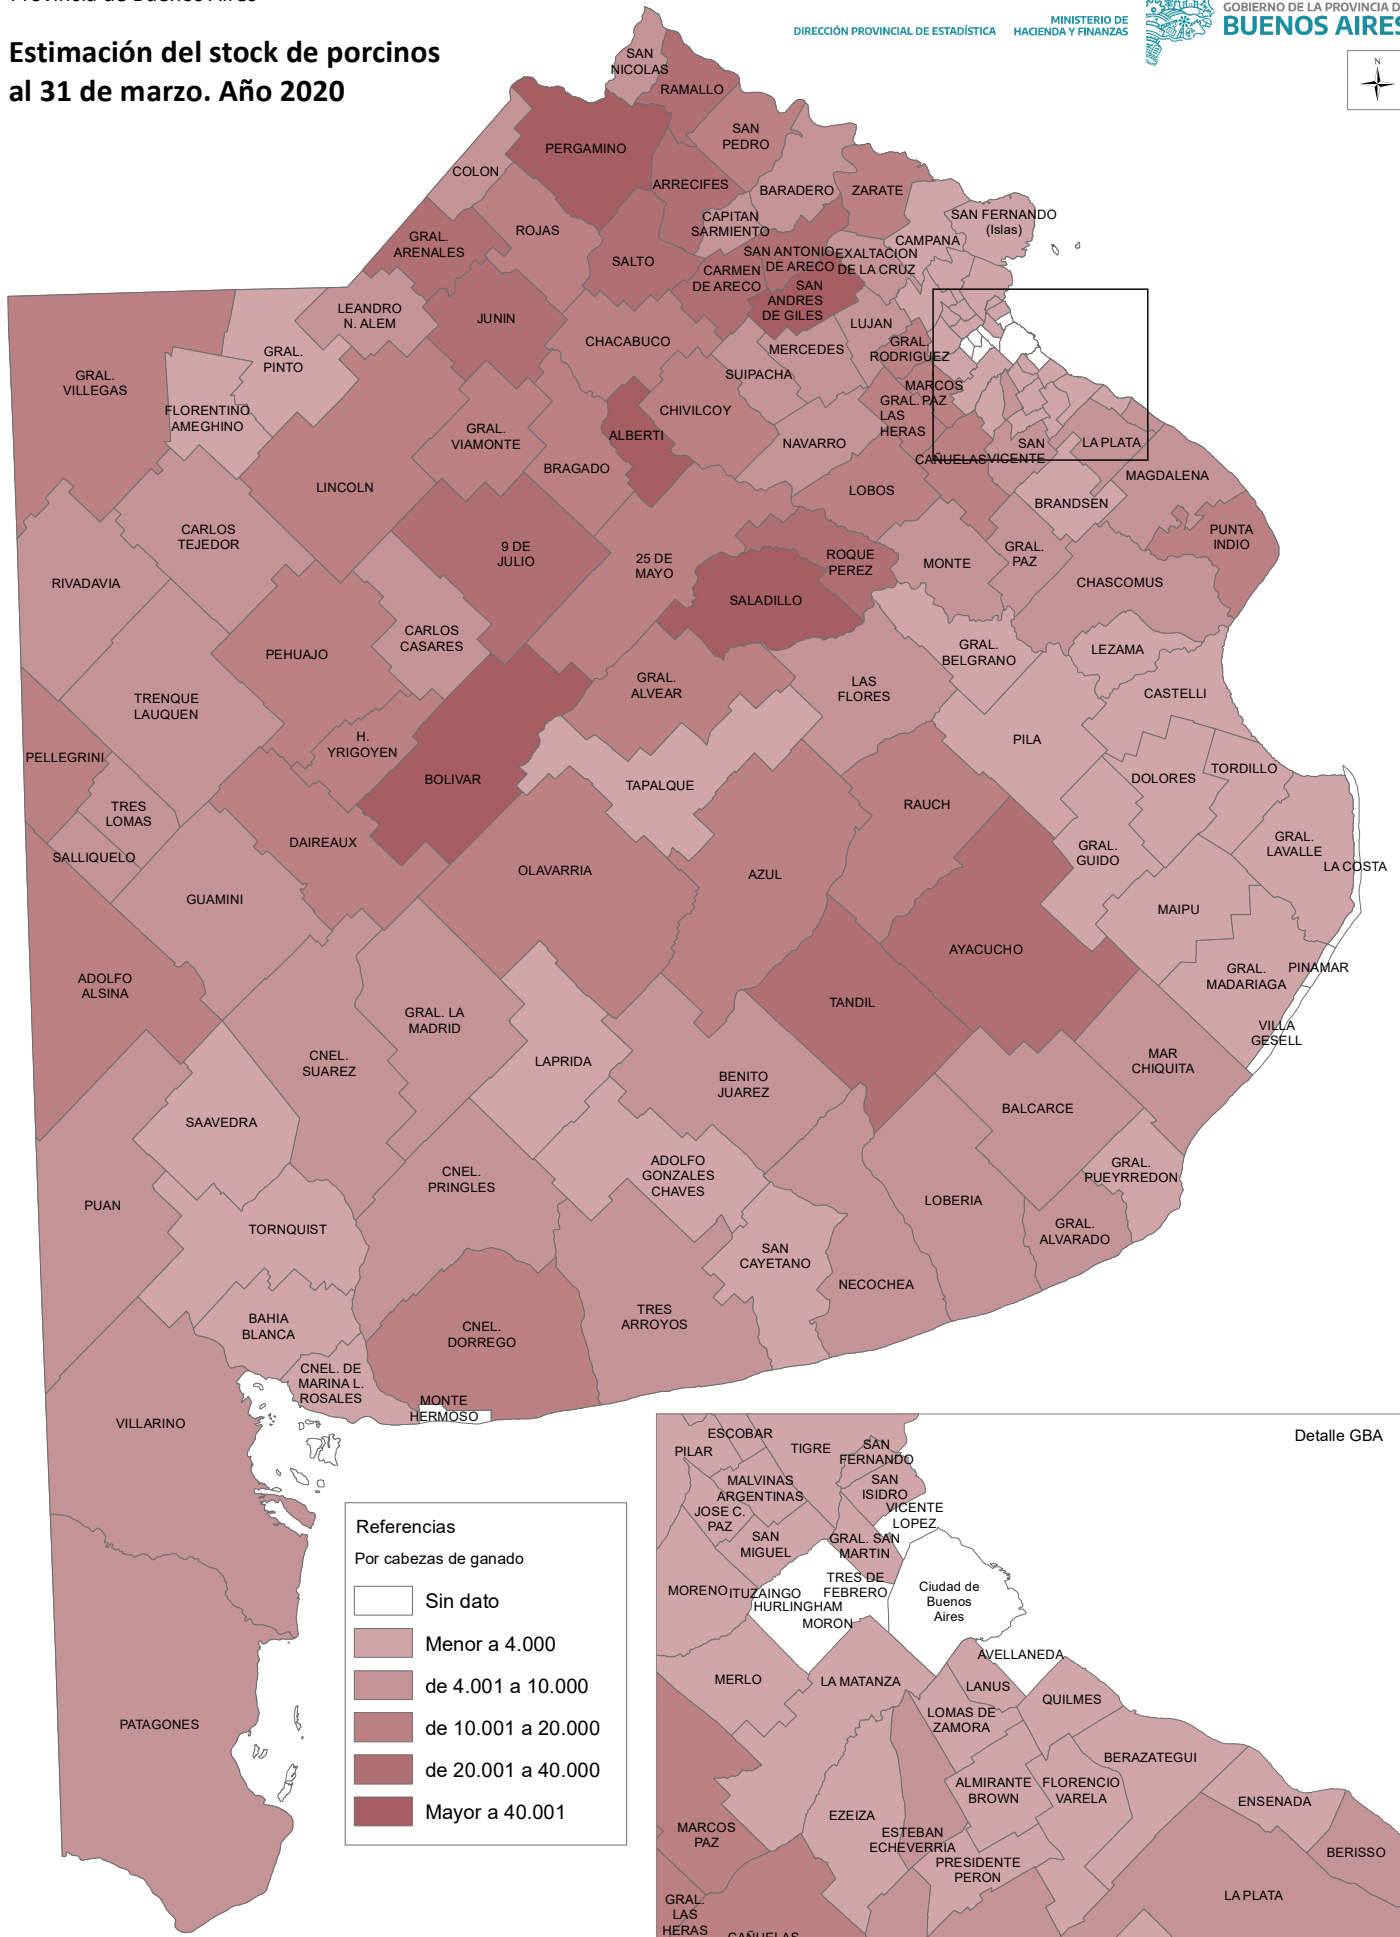 Provincia de Buenos Aires
Estimación del stock de porcinos
al 31 de marzo. Año 2020
DIRECCIÓN PROVINCIAL DE ESTADÍSTICA
MINISTERIO DE
HACIENDA Y FINANZAS
GOBIERNO DE LA PROVINCIA D
BUENOS AIRES
N
SAN
NICOLAS
RAMALLO
PERGAMINO
SAN
PEDRO
COLON
ARRECIFES
BARADERO
ZARATE
CAPITAN
SARMIENTO
SAN FERNANDO
(Islas)
ROJAS
GRAL.
ARENALES
CAMPANA
SALTO
SAN ANTONIO
DE ARECO
EXALTACION
DE LA CRUZ
CARMEN
DE ARECO
SAN
ANDRES
DE GILES
LEANDRO
N. ALEM
JUNIN
LUJAN
CHACABUCO
MERCEDES
GRAL.
RODRIGUEZ
GRAL.
PINTO
SUIPACHA
GRAL.
VILLEGAS
MARCOS
PAZ
GRAL.
LAS
HERAS
FLORENTINO
AMEGHINO
CHIVILCOY
ALBERTI
GRAL.
VIAMONTE
NAVARRO
SAN
VICENTE
LA PLATA
CAÑUELAS
BRAGADO
MAGDALENA
LINCOLN
LOBOS
BRANDSEN
CARLOS
TEJEDOR
PUNTA
INDIO
9 DE
JULIO
25 DE
MAYO
ROQUE
PEREZ
MONTE
GRAL.
PAZ
RIVADAVIA
CHASCOMUS
SALADILLO
CARLOS
CASARES
PEHUAJO
GRAL.
BELGRANO
LEZAMA
GRAL.
ALVEAR
LAS
FLORES
CASTELLI
TRENQUE
LAUQUEN
H.
YRIGOYEN
PILA
PELLEGRINI
BOLIVAR
TAPALQUE
DOLORES
TORDILLO
TRES
LOMAS
RAUCH
DAIREAUX
GRAL.
GUIDO
GRAL.
LAVALLE
SALLIQUELO
LA COSTA
OLAVARRIA
AZUL
GUAMINI
MAIPU
AYACUCHO
ADOLFO
ALSINA
GRAL.
MADARIAGA
PINAMAR
TANDIL
GRAL. LA
MADRID
VILLA
GESELL
CNEL.
SUAREZ
LAPRIDA
MAR
CHIQUITA
BENITO
JUAREZ
BALCARCE
SAAVEDRA
ADOLFO
GONZALES
CHAVES
GRAL.
PUEYRREDON
CNEL.
PRINGLES
PUAN
LOBERIA
TORNQUIST
GRAL.
ALVARADO
SAN
CAYETANO
NECOCHEA
BAHIA
BLANCA
TRES
ARROYOS
CNEL.
DORREGO
CNEL. DE
MARINA L.
ROSALES
MONTE
HERMOSO
VILLARINO
PATAGONES
Referencias
Por cabezas de ganado
Sin dato
Menor a 4.000
de 4.001 a 10.000
de 10.001 a 20.000
de 20.001 a 40.000
Mayor a 40.001
Detalle GBA
ESCOBAR
PILAR
TIGRE
SAN
FERNANDO
MALVINAS
ARGENTINAS
SAN
ISIDRO
JOSE C.
PAZ
VICENTE
LOPEZ
SAN
MIGUEL
GRAL. SAN
MARTIN
MORENO
ITUZAINGO
TRES DE
FEBRERO
HURLINGHAM
MORON
Ciudad de
Buenos
Aires
AVELLANEDA
MERLO
LA MATANZA
LANUS
QUILMES
LOMAS DE
ZAMORA
BERAZATEGUI
ALMIRANTE
BROWN
FLORENCIO
VARELA
ENSENADA
EZEIZA
MARCOS
PAZ
ESTEBAN
ECHEVERRIA
BERISSO
PRESIDENTE
PERON
LA PLATA
GRAL.
LAS
HERAS
CAÑUELAS